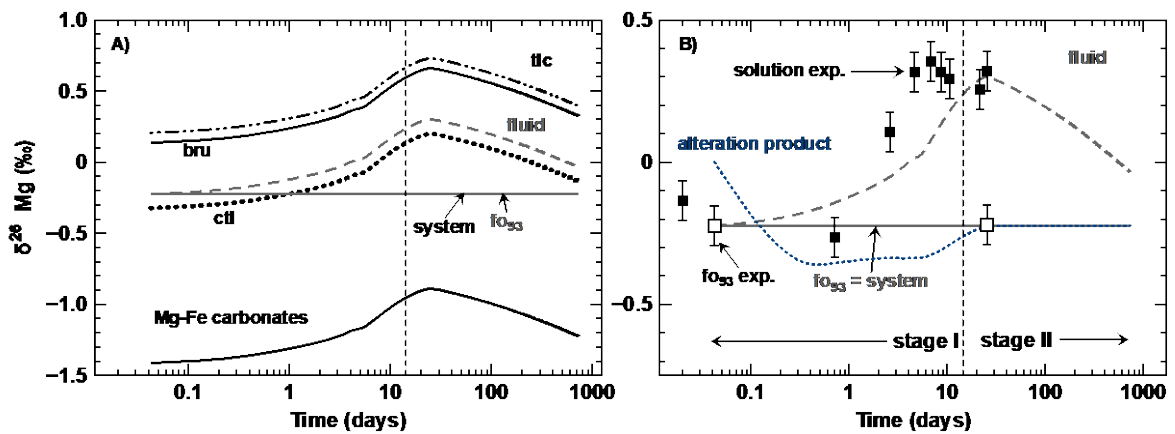 A)
tlc
bru
fluid
ctl
system
fo₉₃
Mg-Fe carbonates
δ²⁶ Mg (‰)
1.0
0.5
0
−0.5
−1.0
−1.5
0.1
1
10
100
1000
Time (days)
B)
solution exp.
fluid
alteration product
fo₉₃ exp.
fo₉₃ = system
stage I
stage II
0.5
0
−0.5
0.1
1
10
100
1000
Time (days)